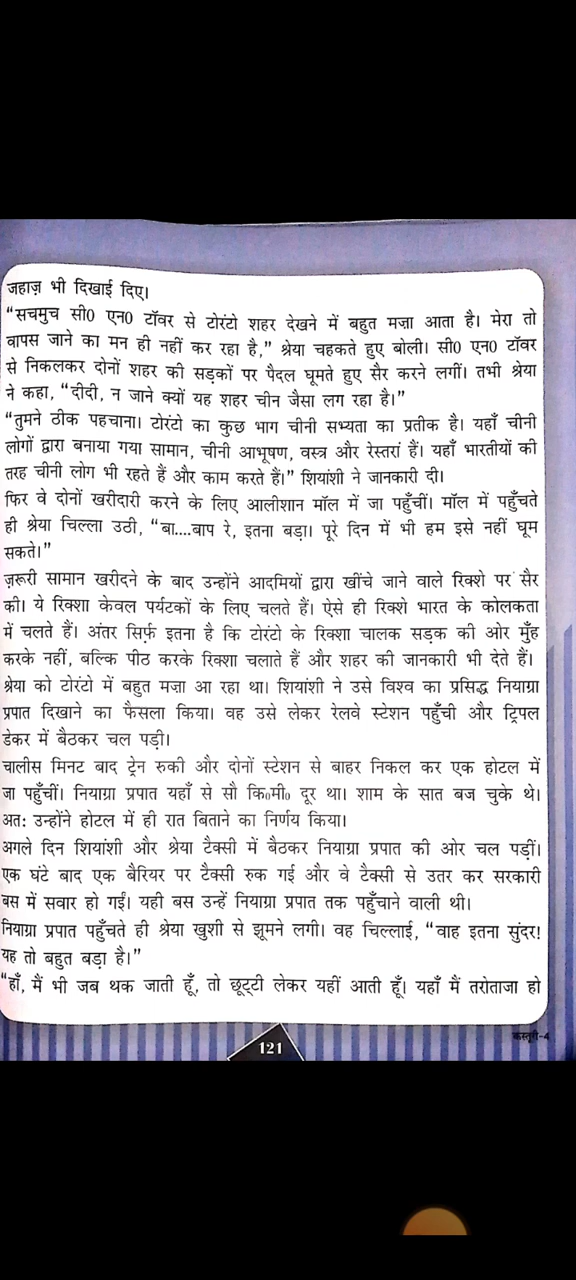 जहाज़ भी दिखाई दिए।
“सचमुच सी0 एन0 टॉवर से टोरंटो शहर देखने में बहुत मज़ा आता है। मेरा तो
वापस जाने का मन ही नहीं कर रहा है,” श्रेया चहकते हुए बोली। सी0 एन0 टॉवर
से निकलकर दोनों शहर की सड़कों पर पैदल घूमते हुए सैर करने लगीं। तभी श्रेया
ने कहा, “दीदी, न जाने क्यों यह शहर चीन जैसा लग रहा है।”
“तुमने ठीक पहचाना। टोरंटो का कुछ भाग चीनी सभ्यता का प्रतीक है। यहाँ चीनी
लोगों द्वारा बनाया गया सामान, चीनी आभूषण, वस्त्र और रेस्तरां हैं। यहाँ भारतीयों की
तरह चीनी लोग भी रहते हैं और काम करते हैं।” शियांशी ने जानकारी दी।
फिर वे दोनों खरीदारी करने के लिए आलीशान मॉल में जा पहुँचीं। मॉल में पहुँचते
ही श्रेया चिल्ला उठी, “बा....बाप रे, इतना बड़ा। पूरे दिन में भी हम इसे नहीं घूम
सकते।”
ज़रूरी सामान खरीदने के बाद उन्होंने आदमियों द्वारा खींचे जाने वाले रिक्शे पर सैर
की। ये रिक्शा केवल पर्यटकों के लिए चलते हैं। ऐसे ही रिक्शे भारत के कोलकता
में चलते हैं। अंतर सिर्फ़ इतना है कि टोरंटो के रिक्शा चालक सड़क की ओर मुँह
करके नहीं, बल्कि पीठ करके रिक्शा चलाते हैं और शहर की जानकारी भी देते हैं।
श्रेया को टोरंटो में बहुत मज़ा आ रहा था। शियांशी ने उसे विश्व का प्रसिद्ध नियाग्रा
प्रपात दिखाने का फैसला किया। वह उसे लेकर रेलवे स्टेशन पहुँची और ट्रिपल
डेकर में बैठकर चल पड़ी।
चालीस मिनट बाद ट्रेन रुकी और दोनों स्टेशन से बाहर निकल कर एक होटल में
जा पहुँचीं। नियाग्रा प्रपात यहाँ से सौ कि०मी० दूर था। शाम के सात बज चुके थे।
अतः उन्होंने होटल में ही रात बिताने का निर्णय किया।
अगले दिन शियांशी और श्रेया टैक्सी में बैठकर नियाग्रा प्रपात की ओर चल पड़ीं।
एक घंटे बाद एक बैरियर पर टैक्सी रुक गई और वे टैक्सी से उतर कर सरकारी
बस में सवार हो गईं। यही बस उन्हें नियाग्रा प्रपात तक पहुँचाने वाली थी।
नियाग्रा प्रपात पहुँचते ही श्रेया खुशी से झूमने लगी। वह चिल्लाई, “वाह इतना सुंदर!
यह तो बहुत बड़ा है।”
“हाँ, मैं भी जब थक जाती हूँ, तो छूट्टी लेकर यहीं आती हूँ। यहाँ मैं तरोताजा हो
121
कस्तूरी-4